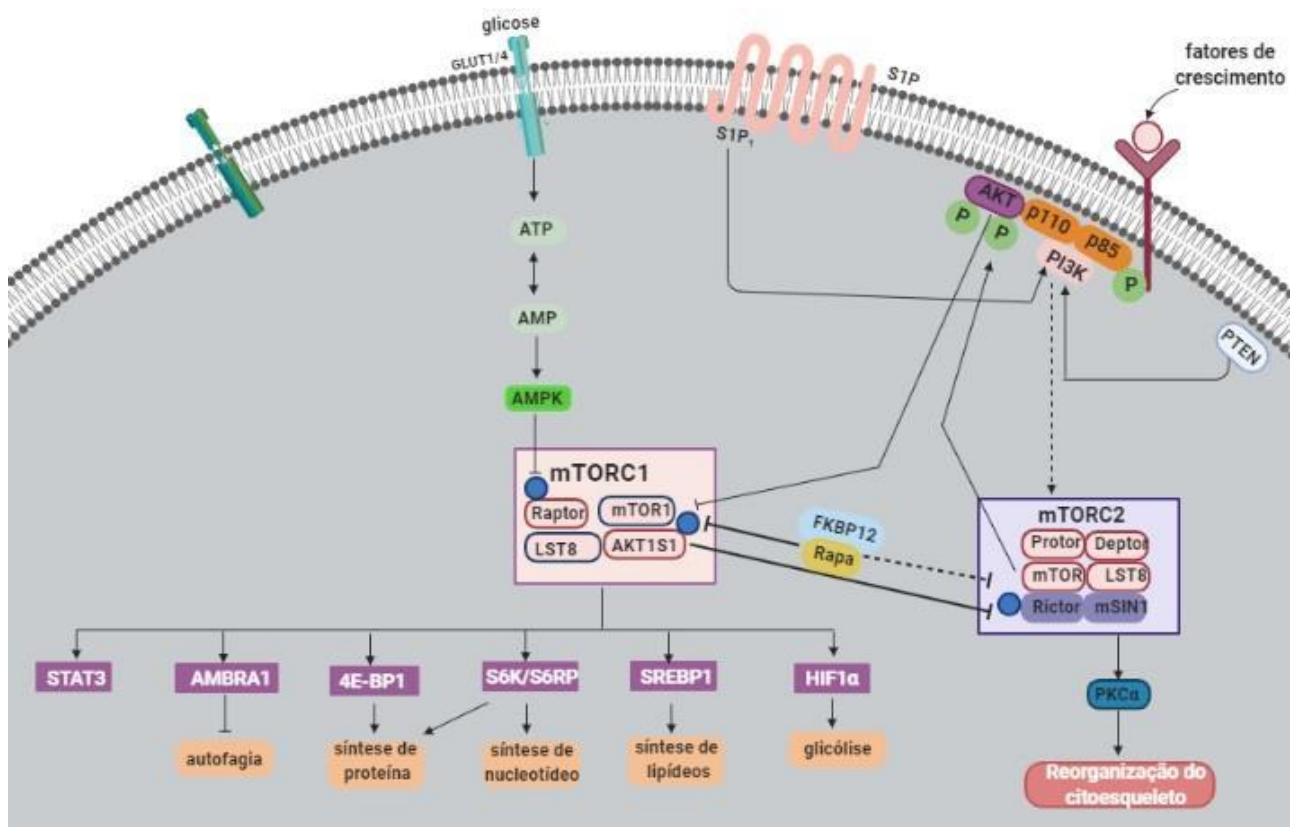 glicose
GLUT1/4
S1P
S1P1
fatores de
crescimento
AKT
p110
p85
P
P
PI3K
P
PTEN
ATP
AMP
AMPK
mTORC1
Raptor
mTOR1
LST8
AKT1S1
FKBP12
Rapa
mTORC2
Protor
Deptor
mTOR
LST8
Rictor
mSIN1
STAT3
AMBRA1
4E-BP1
S6K/S6RP
SREBP1
HIF1α
PKCα
autofagia
síntese de
proteína
síntese de
nucleotídeo
síntese de
lipídeos
glicólise
Reorganização do
citoesqueleto